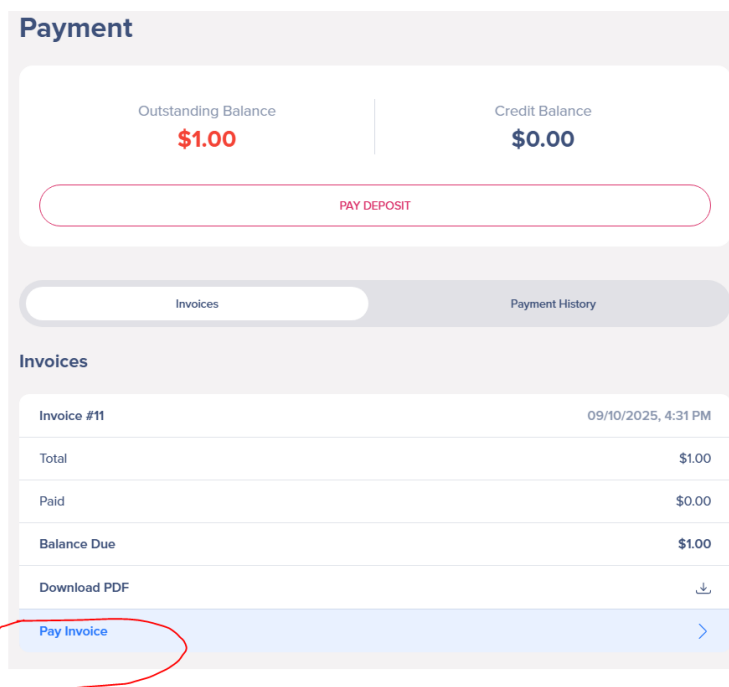 Payment
Outstanding Balance
$1.00
Credit Balance
$0.00
PAY DEPOSIT
Invoices
Payment History
Invoices
Invoice #11 09/10/2025, 4:31 PM
Total $1.00
Paid $0.00
Balance Due $1.00
Download PDF
Pay Invoice